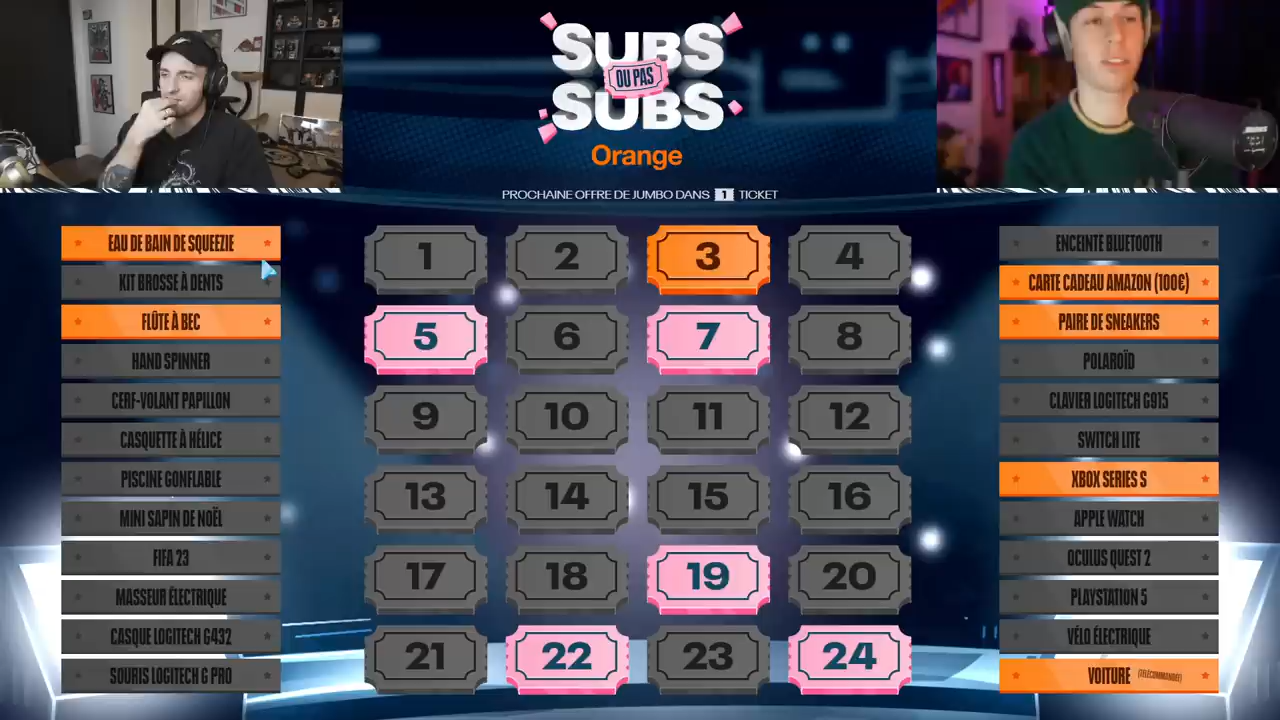 SUBS
OU PAS
SUBS
Orange
PROCHAINE OFFRE DE JUMBO DANS 1 TICKET
EAU DE BAIN DE SQUEEZIE
KIT BROSSE À DENTS
FLÛTE À BEC
HAND SPINNER
CERF-VOLANT PAPILLON
CASQUETTE À HÉLICE
PISCINE GONFLABLE
MINI SAPIN DE NOËL
FIFA 23
MASSEUR ÉLECTRIQUE
CASQUE LOGITECH G432
SOURIS LOGITECH G PRO
1 2 3 4
5 6 7 8
9 10 11 12
13 14 15 16
17 18 19 20
21 22 23 24
ENCEINTE BLUETOOTH
CARTE CADEAU AMAZON (100€)
PAIRE DE SNEAKERS
POLAROÏD
CLAVIER LOGITECH G915
SWITCH LITE
XBOX SERIES S
APPLE WATCH
OCULUS QUEST 2
PLAYSTATION 5
VÉLO ÉLECTRIQUE
VOITURE (TÉLÉCOMMANDÉE)